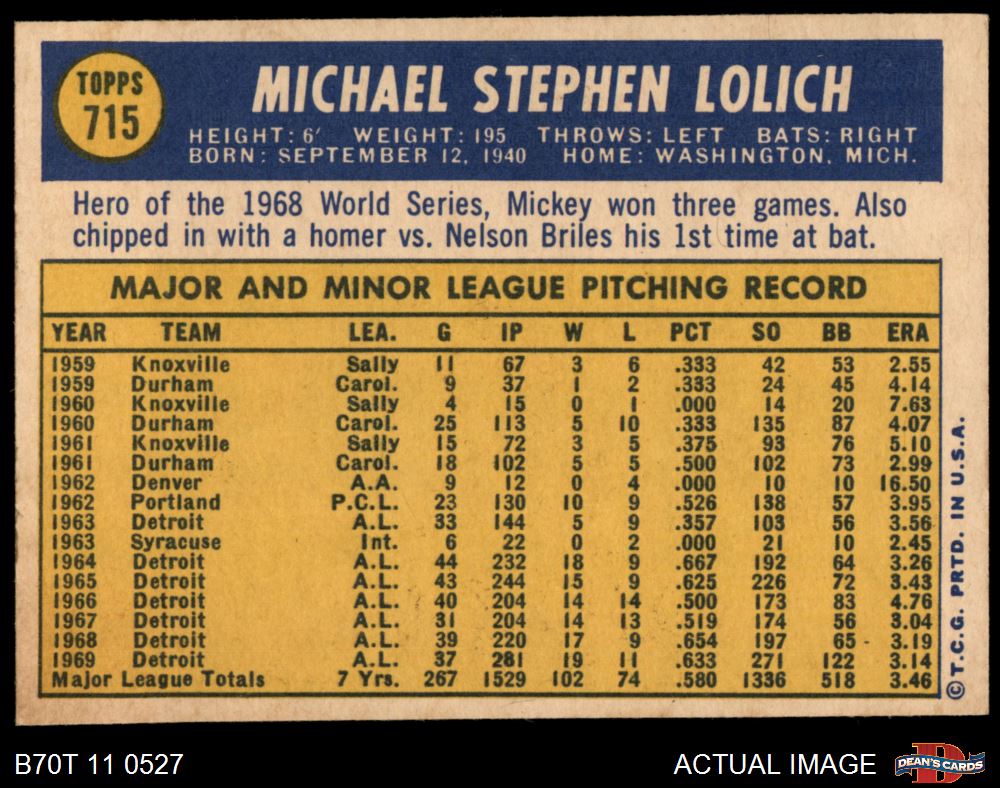 TOPPS
715
MICHAEL STEPHEN LOLICH
HEIGHT: 6' WEIGHT: 195 THROWS: LEFT BATS: RIGHT
BORN: SEPTEMBER 12, 1940 HOME: WASHINGTON, MICH.
Hero of the 1968 World Series, Mickey won three games. Also
chipped in with a homer vs. Nelson Briles his 1st time at bat.
MAJOR AND MINOR LEAGUE PITCHING RECORD
YEAR TEAM LEA. G IP W L PCT SO BB ERA
1959 Knoxville Sally 11 67 3 6 .333 42 53 2.55
1959 Durham Carol. 9 37 1 2 .333 24 45 4.14
1960 Knoxville Sally 4 15 0 1 .000 14 20 7.63
1960 Durham Carol. 25 113 5 10 .333 135 87 4.07
1961 Knoxville Sally 15 72 3 5 .375 93 76 5.10
1961 Durham Carol. 18 102 5 5 .500 102 73 2.99
1962 Denver A.A. 9 12 0 4 .000 10 10 16.50
1962 Portland P.C.L. 23 130 10 9 .526 138 57 3.95
1963 Detroit A.L. 33 144 5 9 .357 103 56 3.56
1963 Syracuse Int. 6 22 0 2 .000 21 10 2.45
1964 Detroit A.L. 44 232 18 9 .667 192 64 3.26
1965 Detroit A.L. 43 244 15 9 .625 226 72 3.43
1966 Detroit A.L. 40 204 14 14 .500 173 83 4.76
1967 Detroit A.L. 31 204 14 13 .519 174 56 3.04
1968 Detroit A.L. 39 220 17 9 .654 197 65 3.19
1969 Detroit A.L. 37 281 19 11 .633 271 122 3.14
Major League Totals 7 Yrs. 267 1529 102 74 .580 1336 518 3.46
© T.C.G. PRTD. IN U.S.A.
B70T 11 0527
ACTUAL IMAGE
D
DEAN'S CARDS